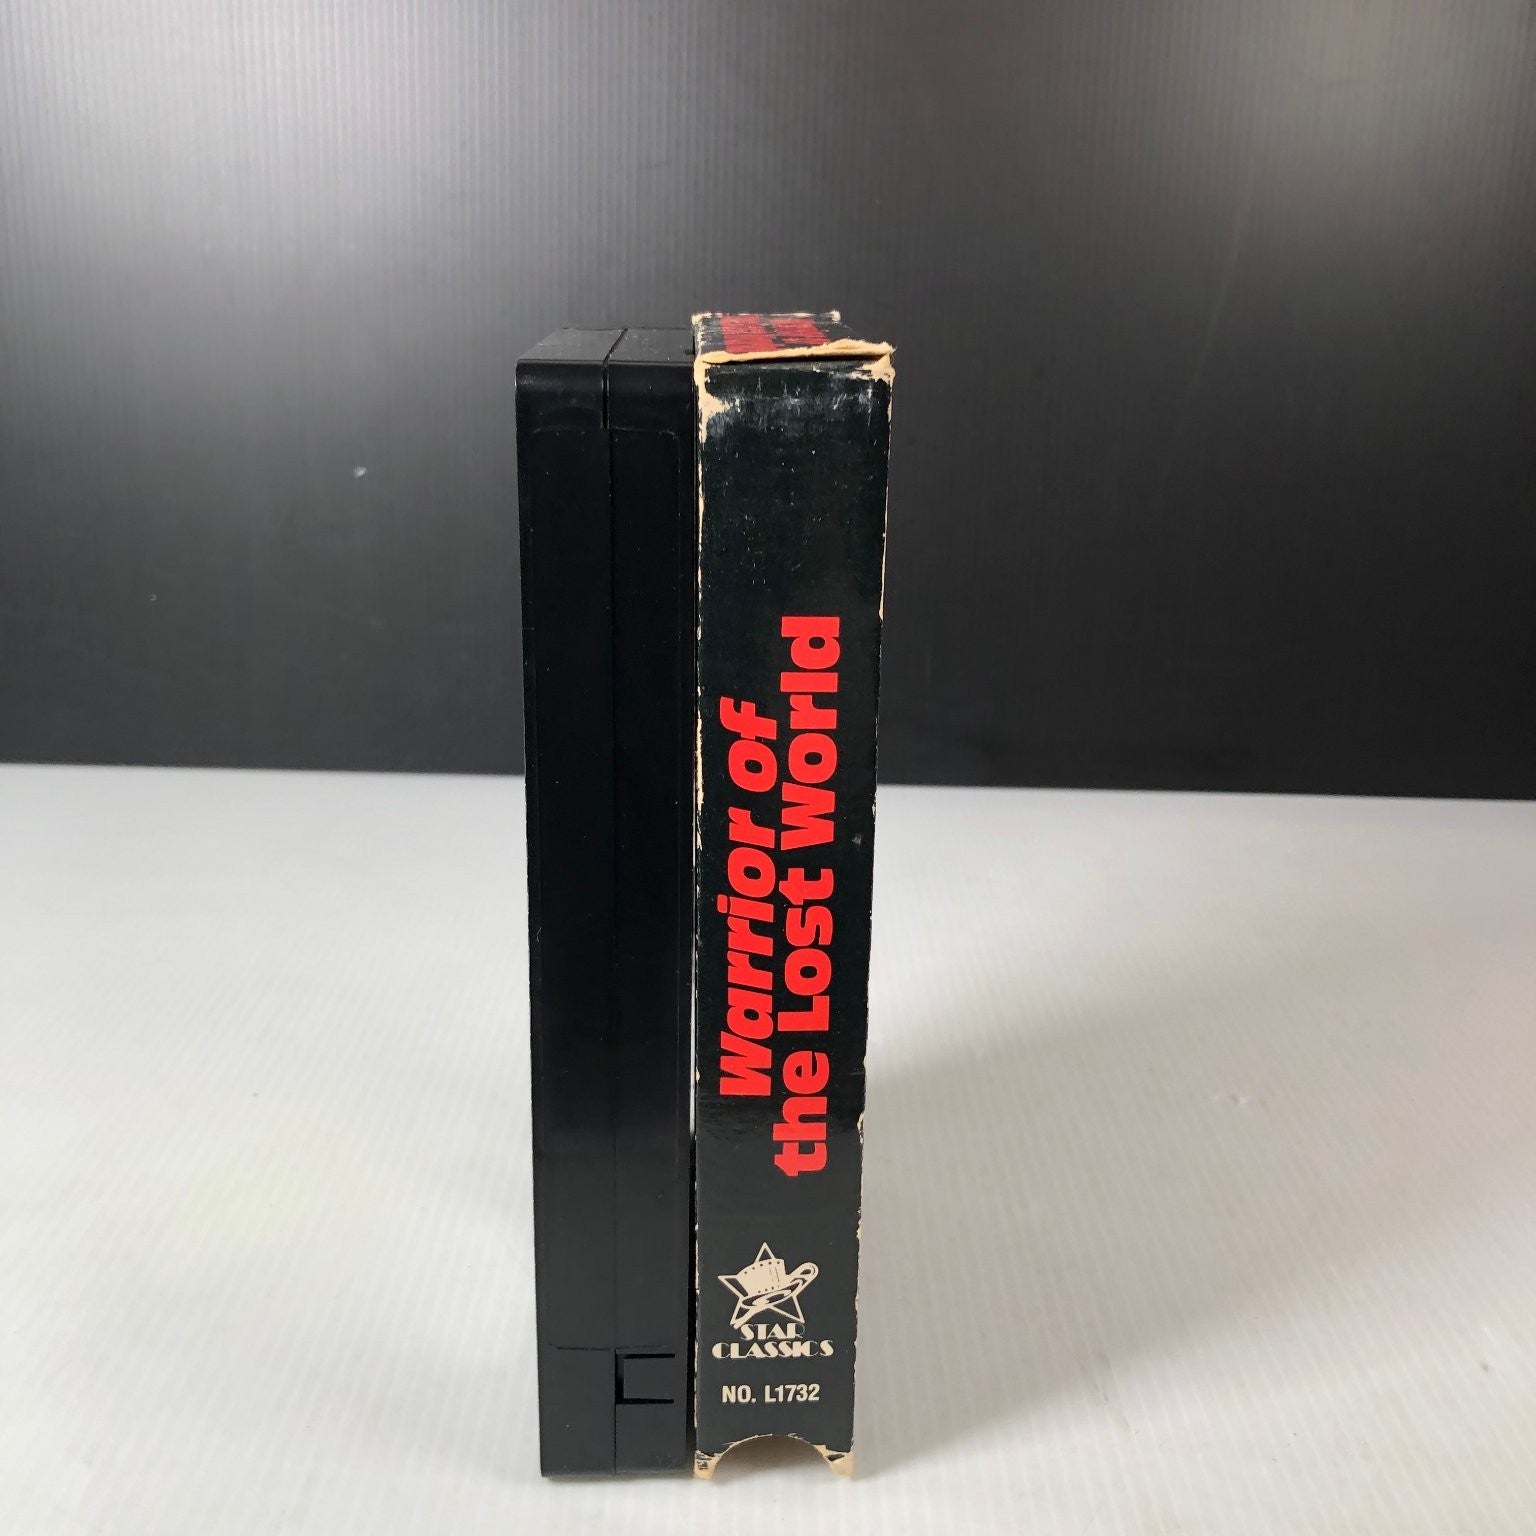 Warrior of
the Lost World
STAR
CLASSICS
NO. L1732